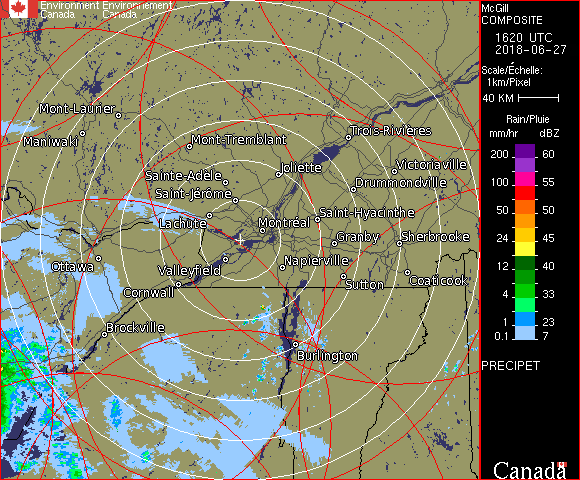 Environment Environnement
Canada Canada
McGill
COMPOSITE
1620 UTC
2018-06-27
Scale/Échelle:
1km/Pixel
40 KM
Rain/Pluie
mm/hr dBZ
200 60
100 55
50 50
24 45
12 40
4 33
1 23
0.1 7
PRECIPET
Canada
Mont-Laurier
Maniwaki
Mont-Tremblant
Trois-Rivières
Sainte-Adèle
Joliette
Victoriaville
Saint-Jérôme
Drummondville
Lachute
Montréal
Saint-Hyacinthe
Granby
Sherbrooke
Ottawa
Valleyfield
Napierville
Cornwall
Sutton
Coaticook
Brockville
Burlington